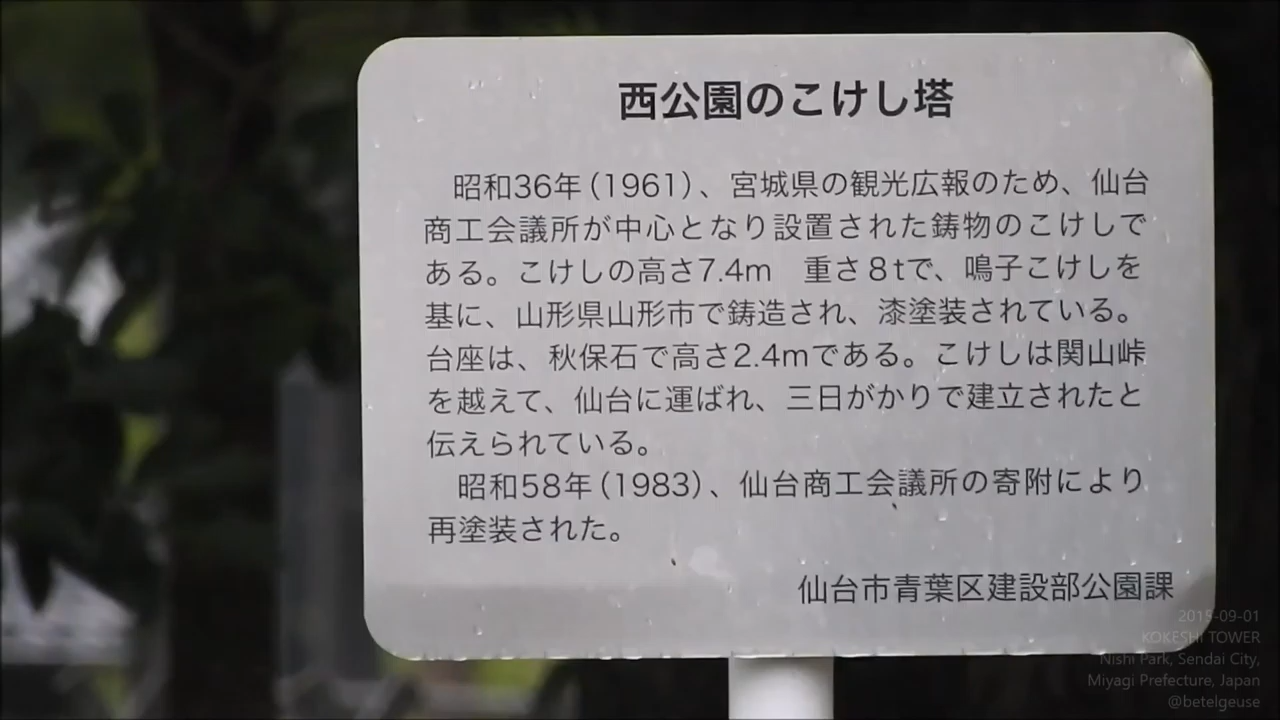 西公園のこけし塔
昭和36年(1961)、宮城県の観光広報のため、仙台
商工会議所が中心となり設置された鋳物のこけしで
ある。こけしの高さ7.4m　重さ8tで、鳴子こけしを
基に、山形県山形市で鋳造され、漆塗装されている。
台座は、秋保石で高さ2.4mである。こけしは関山峠
を越えて、仙台に運ばれ、三日がかりで建立されたと
伝えられている。
昭和58年(1983)、仙台商工会議所の寄附により
再塗装された。
仙台市青葉区建設部公園課
2015-09-01
KOKESHI TOWER
Nishi Park, Sendai City,
Miyagi Prefecture, Japan
@betelgeuse